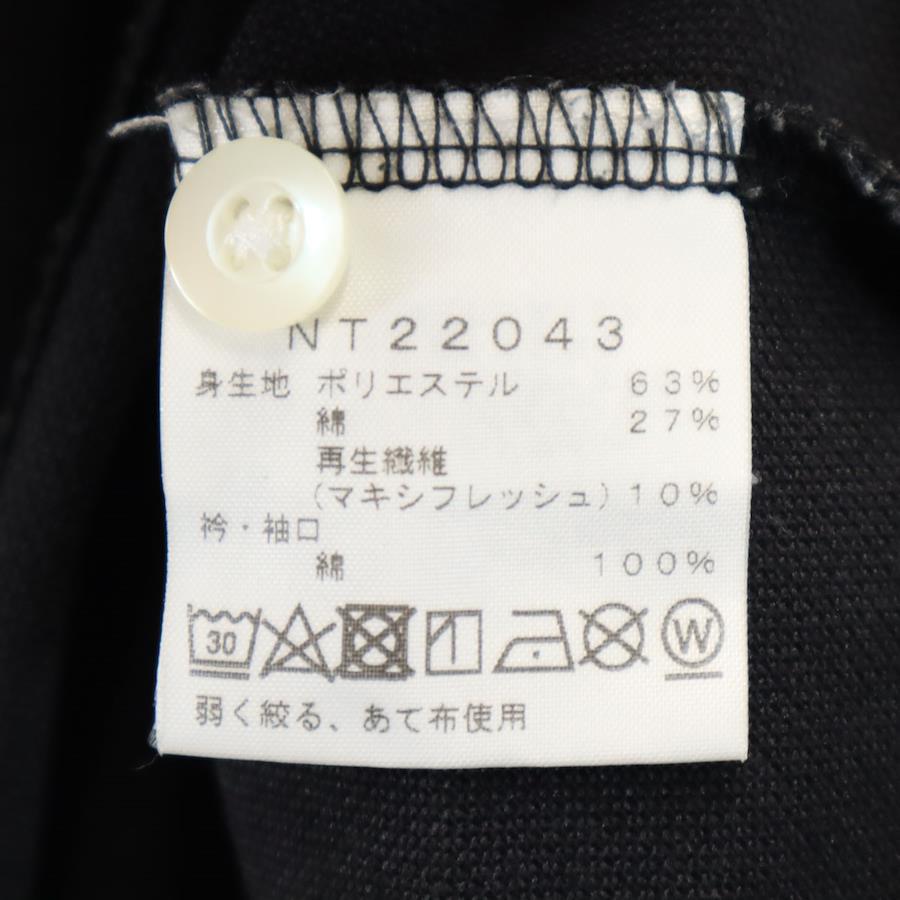 NT22043
身生地 ポリエステル 63%
綿 27%
再生繊維
(マキシフレッシュ) 10%
衿・袖口
綿 100%
30 W
弱く絞る、あて布使用